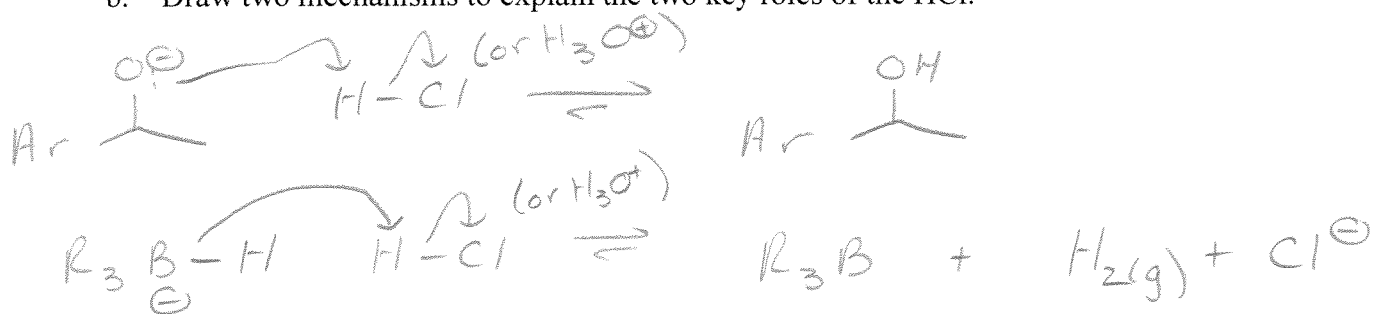 b. Draw two mechanisms to explain the two key roles of the HCl.
O⊖ H-Cl (or H3O⊕) OH
Ar Ar
R3B-H H-Cl (or H3O+) R3B + H2(g) + Cl⊖
⊖